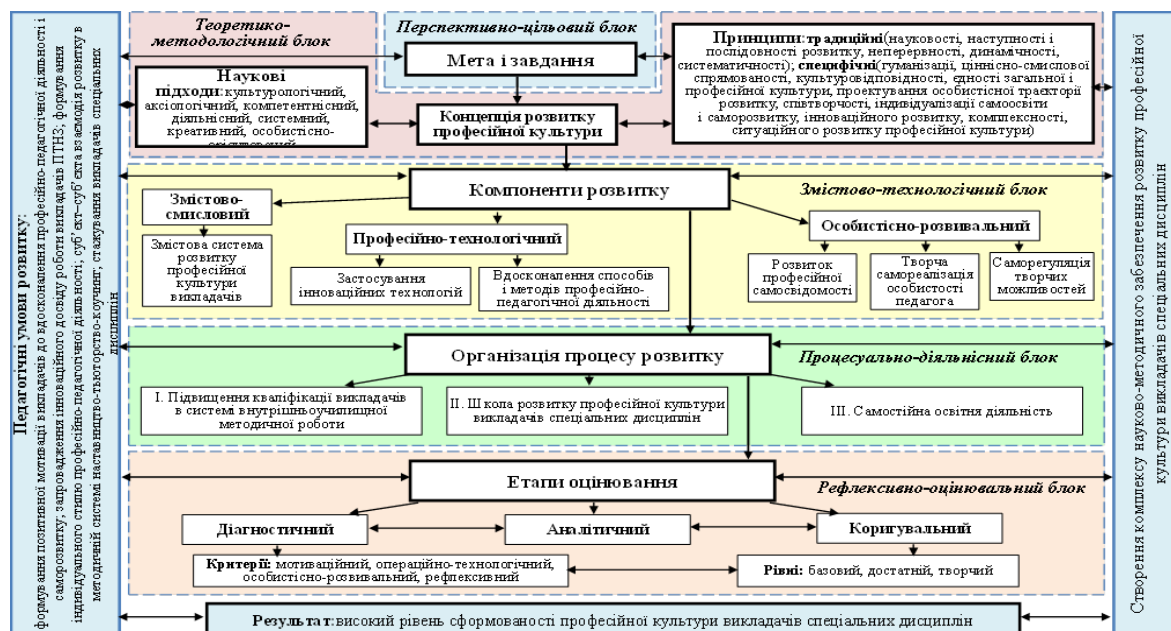 Педагогічні умови розвитку:
формування позитивної мотивації викладачів до вдосконалення професійно-педагогічної діяльності і
саморозвитку; запровадження інноваційного досвіду роботи викладачів ПТНЗ; формування
індивідуального стилю професійно-педагогічної діяльності; суб’єкт–суб’єктна взаємодія розвитку в
методичній системі наставництво-тьюторство-коучинг; стажування викладачів спеціальних
дисциплін
Теоретико-
методологічний блок
Перспективно-цільовий блок
Мета і завдання
Наукові
підходи: культурологічний,
аксіологічний, компетентнісний,
діяльнісний, системний,
креативний, особистісно-
Концепція розвитку
професійної культури
Принципи:традиційні(науковості, наступності і
послідовності розвитку, неперервності, динамічності,
систематичності); специфічні(гуманізації, ціннісно-смислової
спрямованості, культуровідповідності, єдності загальної і
професійної культури, проектування особистісної траєкторії
розвитку, співтворчості, індивідуалізації самоосвіти
і саморозвитку, інноваційного розвитку, комплексності,
ситуаційного розвитку професійної культури)
Компоненти розвитку
Змістово-технологічний блок
Змістово-
смисловий
Професійно-технологічний
Особистісно-розвивальний
Змістова система
розвитку
професійної
культури
викладачів
Застосування
інноваційних технологій
Вдосконалення способів
і методів професійно-
педагогічної діяльності
Розвиток
професійної
самосвідомості
Творча
самореалізація
особистості
педагога
Саморегуляція
творчих
можливостей
Організація процесу розвитку
Процесуально-діяльнісний блок
І. Підвищення кваліфікації викладачів
в системі внутрішньоучилищної
методичної роботи
ІІ. Школа розвитку професійної культури
викладачів спеціальних дисциплін
ІІІ. Самостійна освітня діяльність
Етапи оцінювання
Рефлексивно-оцінювальний блок
Діагностичний
Аналітичний
Коригувальний
Критерії: мотиваційний, операційно-технологічний,
особистісно-розвивальний, рефлексивний
Рівні: базовий, достатній, творчий
Результат:високий рівень сформованості професійної культури викладачів спеціальних дисциплін
Створення комплексу науково-методичного забезпечення розвитку професійної
культури викладачів спеціальних дисциплін